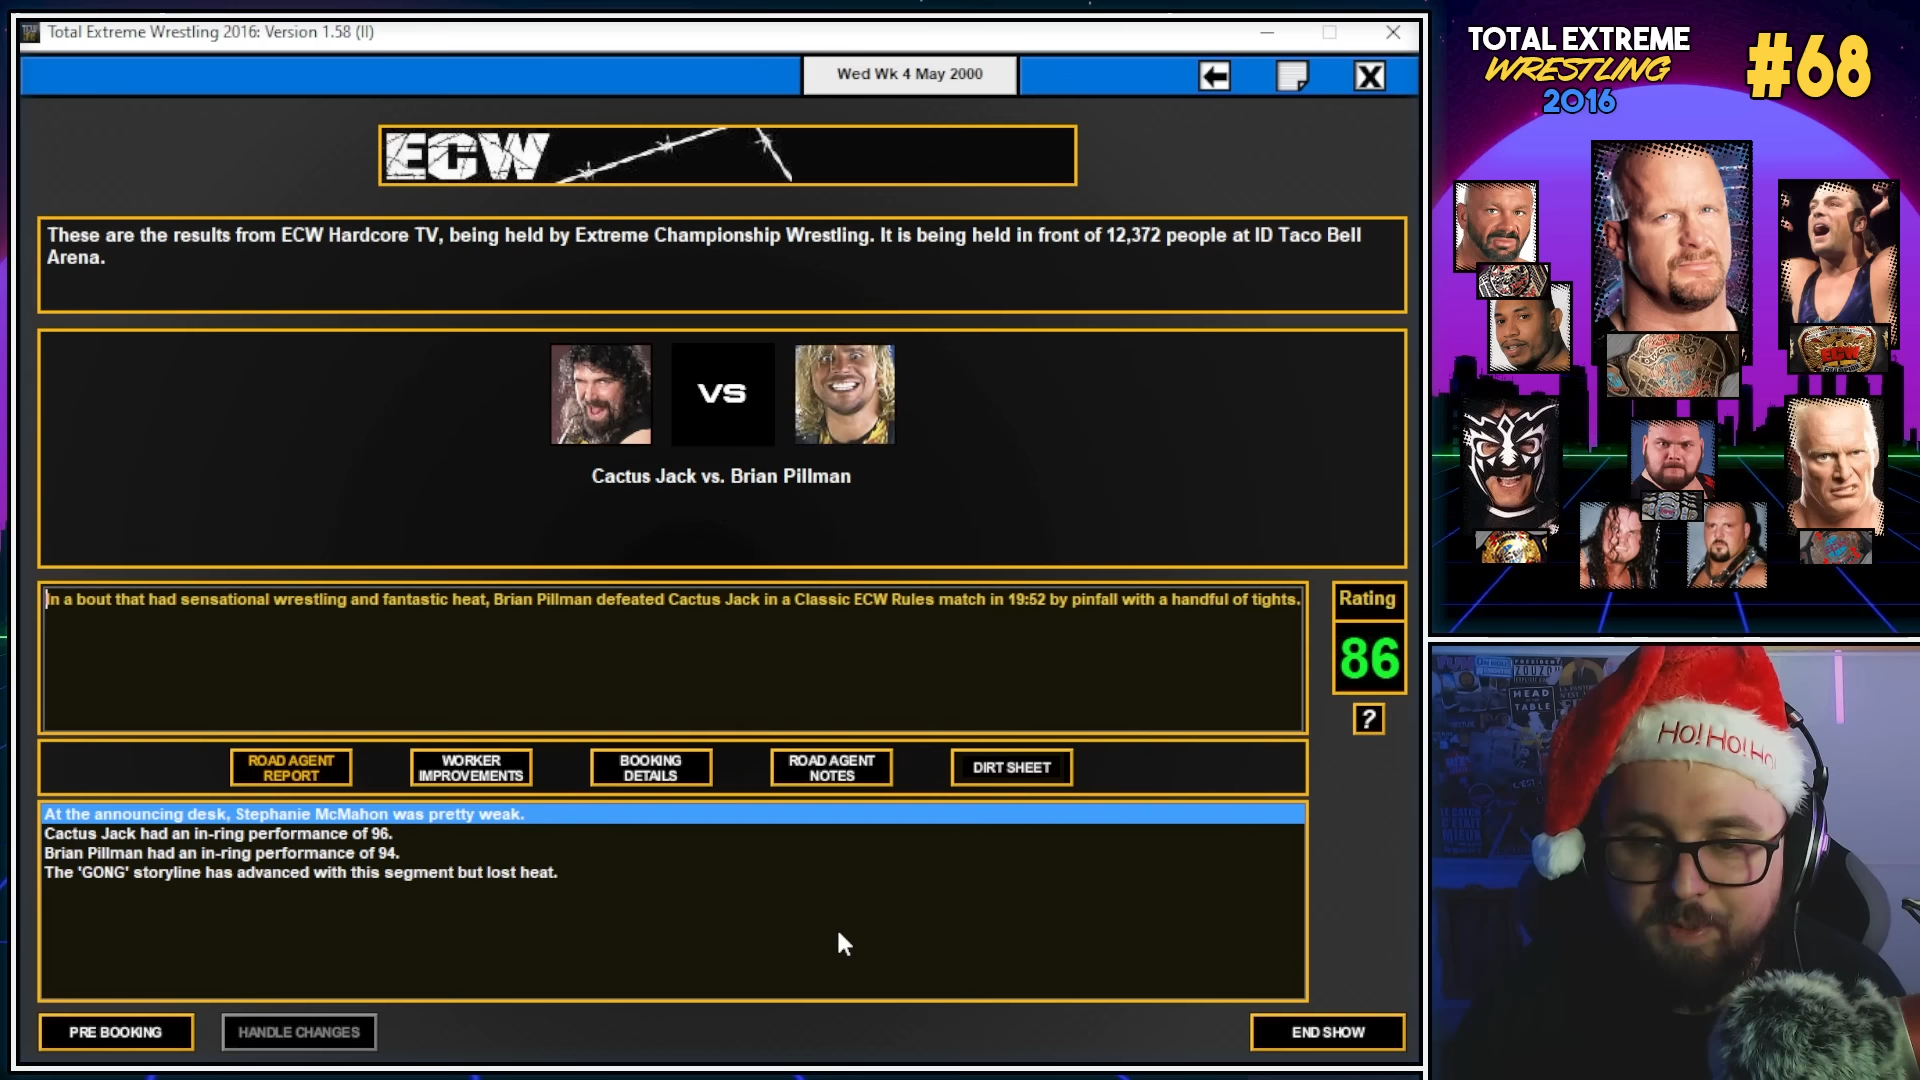 Total Extreme Wrestling 2016: Version 1.58 (II)
Wed Wk 4 May 2000
ECW
These are the results from ECW Hardcore TV, being held by Extreme Championship Wrestling. It is being held in front of 12,372 people at ID Taco Bell
Arena.
VS
Cactus Jack vs. Brian Pillman
In a bout that had sensational wrestling and fantastic heat, Brian Pillman defeated Cactus Jack in a Classic ECW Rules match in 19:52 by pinfall with a handful of tights.
Rating
86
?
ROAD AGENT
REPORT
WORKER
IMPROVEMENTS
BOOKING
DETAILS
ROAD AGENT
NOTES
DIRT SHEET
At the announcing desk, Stephanie McMahon was pretty weak.
Cactus Jack had an in-ring performance of 96.
Brian Pillman had an in-ring performance of 94.
The 'GONG' storyline has advanced with this segment but lost heat.
PRE BOOKING
HANDLE CHANGES
END SHOW
TOTAL EXTREME
WRESTLING
2016
#68
ECW
HEAD
OF THE
TABLE
HO! HO! HO